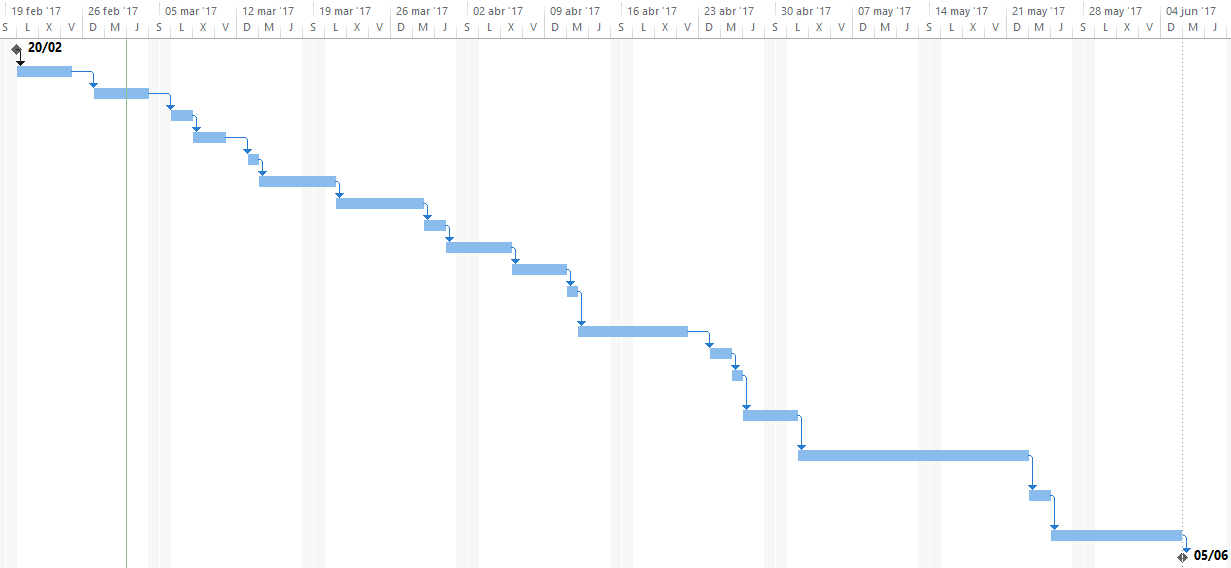 19 feb '17 26 feb '17 05 mar '17 12 mar '17 19 mar '17 26 mar '17 02 abr '17 09 abr '17 16 abr '17 23 abr '17 30 abr '17 07 may '17 14 may '17 21 may '17 28 may '17 04 jun '17
S L X V D M J S L X V D M J S L X V D M J S L X V D M J S L X V D M J S L X V D M J S L X V D M J S L X V D M J
20/02
05/06